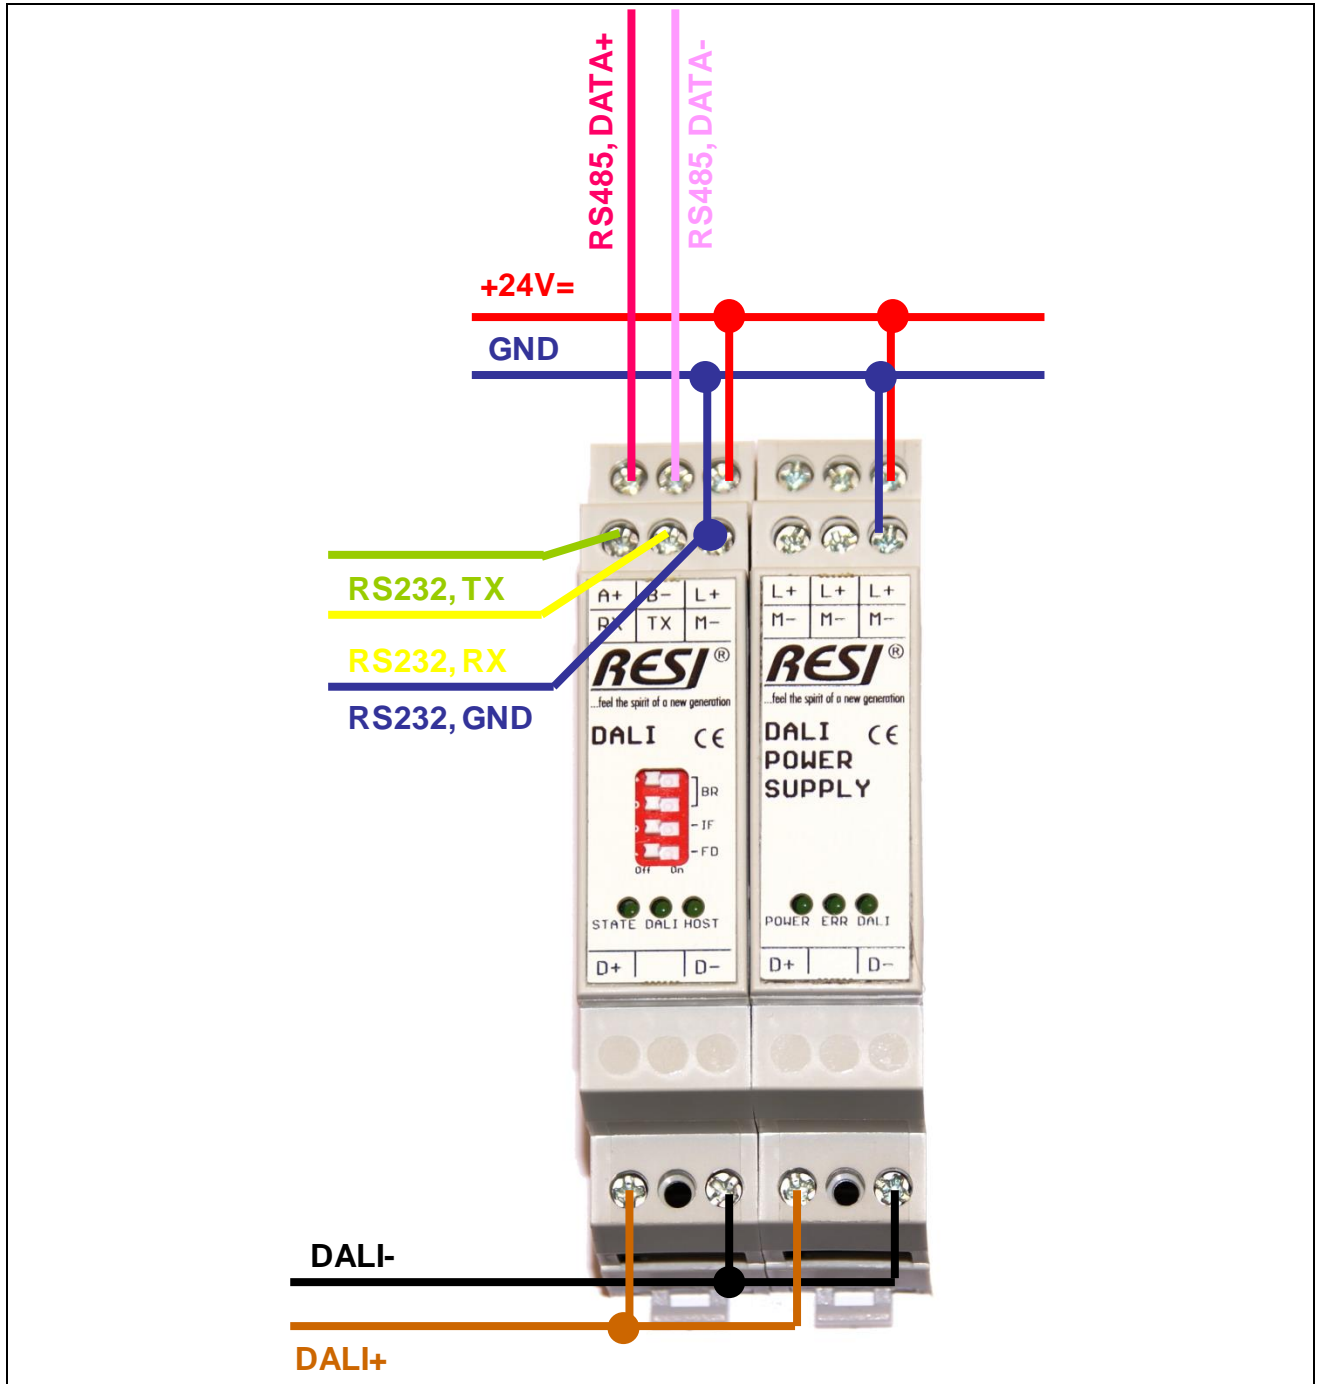 RS485, DATA+
RS485, DATA-
+24V=
GND
RS232, TX
RS232, RX
RS232, GND
A+ B- L+
RX TX M-
RESI®
...feel the spirit of a new generation
DALI CE
BR
IF
FD
Off On
STATE DALI HOST
D+ D-
L+ L+ L+
M- M- M-
RESI®
...feel the spirit of a new generation
DALI CE
POWER
SUPPLY
POWER ERR DALI
D+ D-
DALI-
DALI+